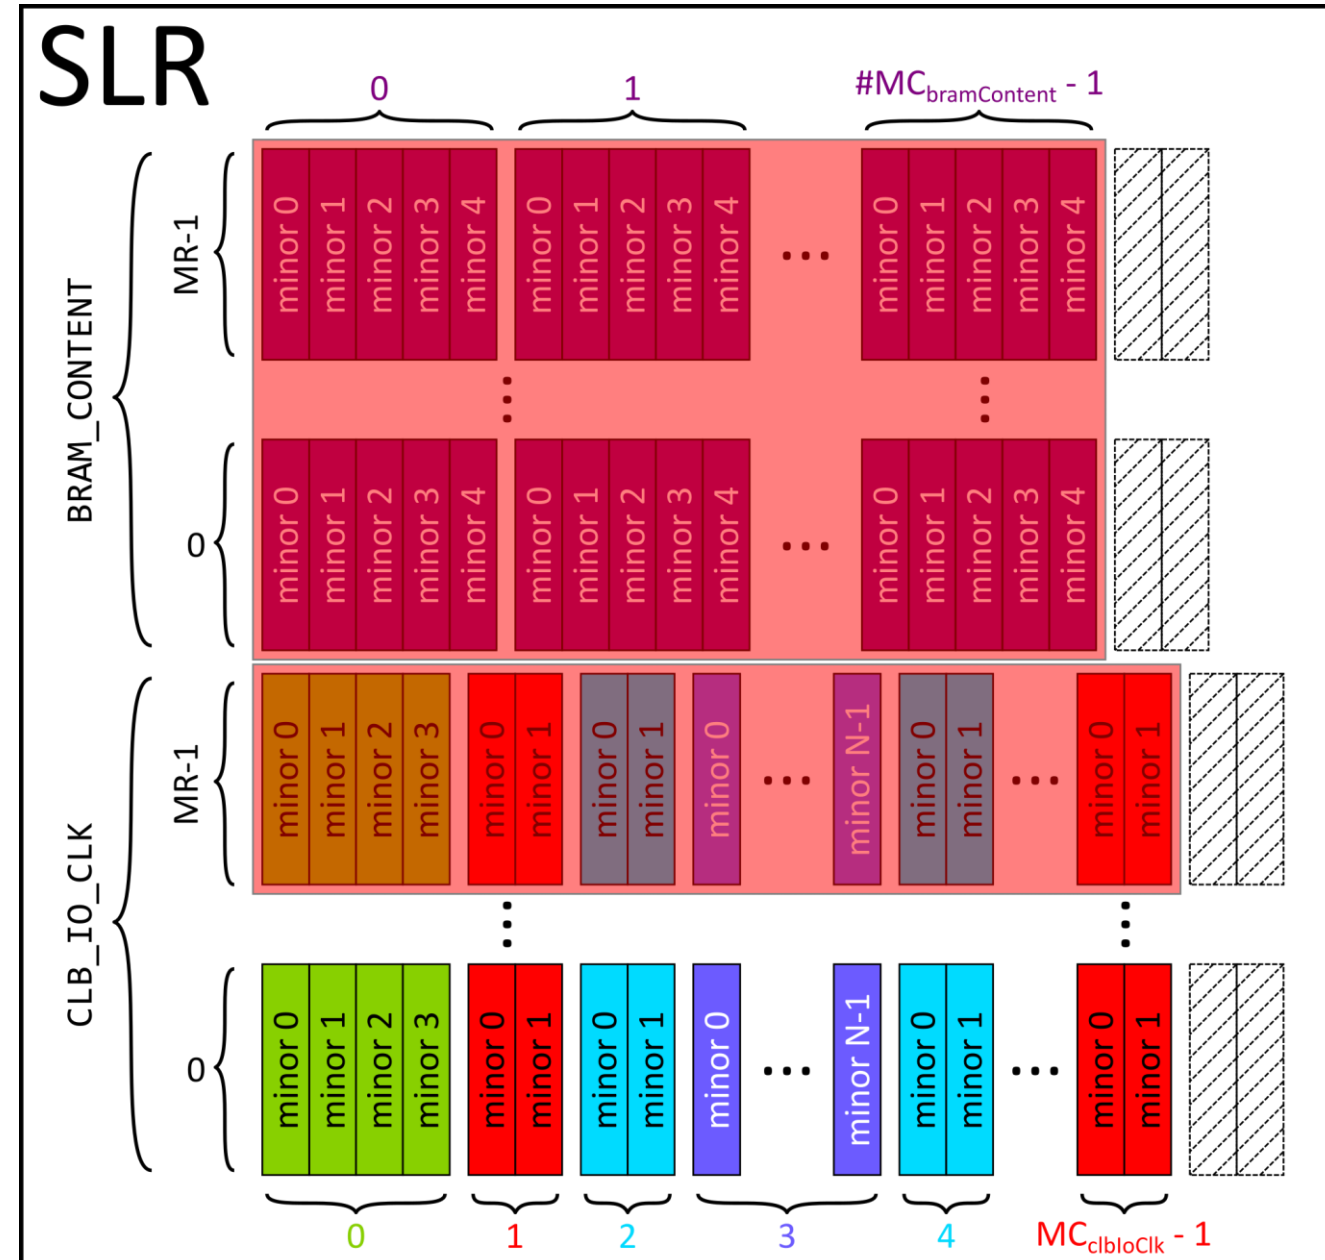 SLR
0 1 #MCbramContent - 1
BRAM_CONTENT
MR-1
minor 0 minor 1 minor 2 minor 3 minor 4 minor 0 minor 1 minor 2 minor 3 minor 4 ... minor 0 minor 1 minor 2 minor 3 minor 4
0
minor 0 minor 1 minor 2 minor 3 minor 4 minor 0 minor 1 minor 2 minor 3 minor 4 ... minor 0 minor 1 minor 2 minor 3 minor 4
CLB_IO_CLK
MR-1
minor 0 minor 1 minor 2 minor 3 minor 0 minor 1 minor 0 minor 1 minor 0 ... minor N-1 minor 0 minor 1 ... minor 0 minor 1
0
minor 0 minor 1 minor 2 minor 3 minor 0 minor 1 minor 0 minor 1 minor 0 ... minor N-1 minor 0 minor 1 ... minor 0 minor 1
0 1 2 3 4 MCclbIoClk - 1